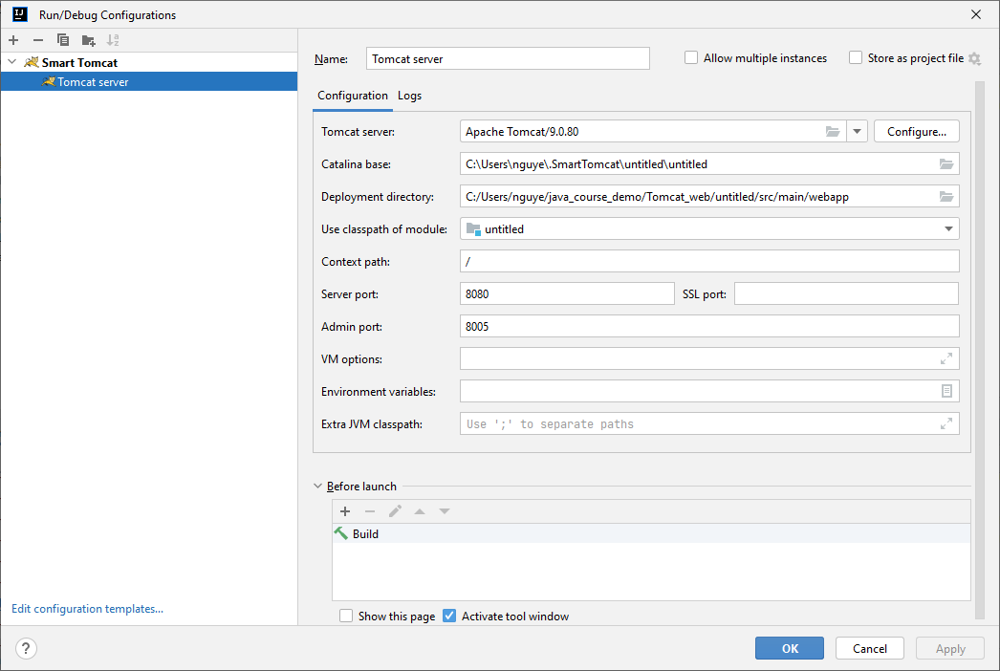 Run/Debug Configurations
Smart Tomcat
Tomcat server
Name: Tomcat server Allow multiple instances Store as project file
Configuration Logs
Tomcat server: Apache Tomcat/9.0.80 Configure...
Catalina base: C:\Users\nguye\.SmartTomcat\untitled\untitled
Deployment directory: C:/Users/nguye/java_course_demo/Tomcat_web/untitled/src/main/webapp
Use classpath of module: untitled
Context path: /
Server port: 8080 SSL port:
Admin port: 8005
VM options:
Environment variables:
Extra JVM classpath: Use ';' to separate paths
Before launch
Build
Edit configuration templates...
Show this page Activate tool window
? OK Cancel Apply